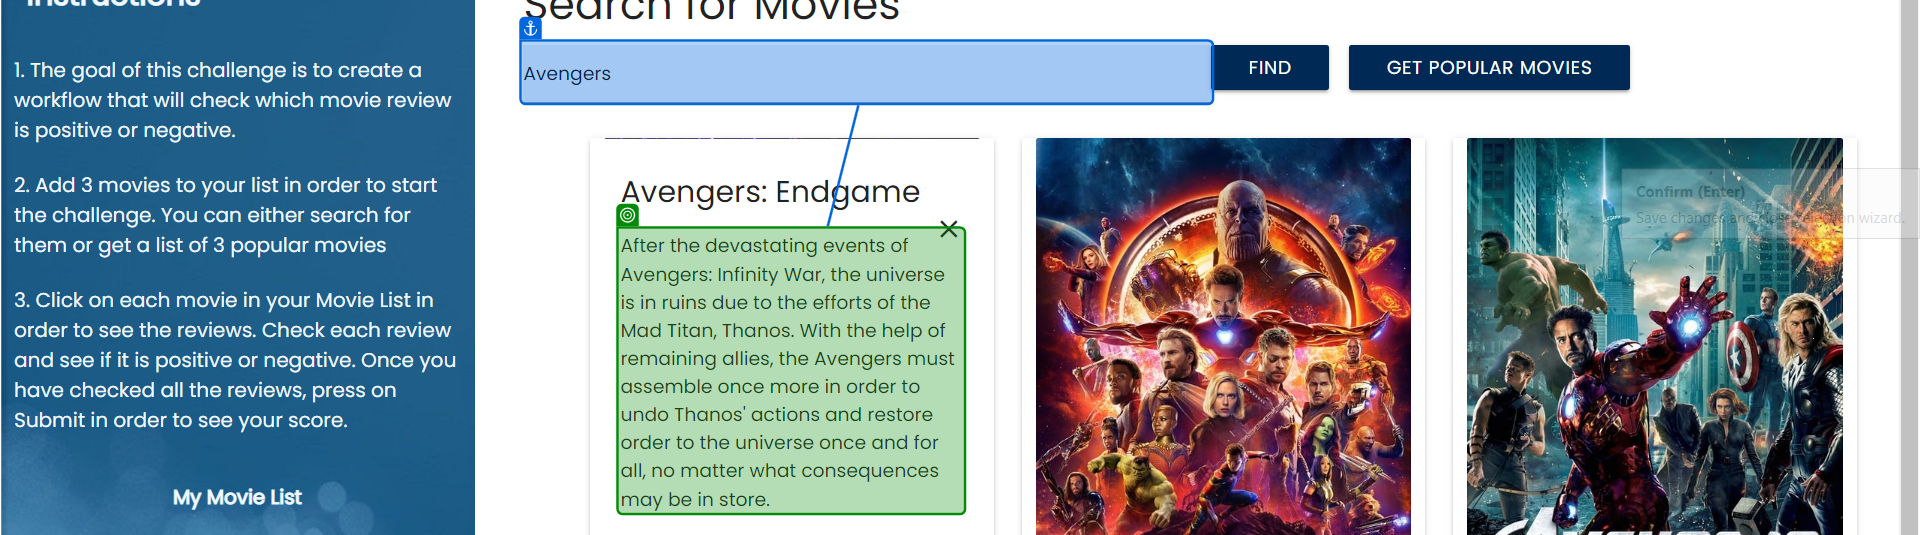 Instructions
1. The goal of this challenge is to create a
workflow that will check which movie review
is positive or negative.
2. Add 3 movies to your list in order to start
the challenge. You can either search for
them or get a list of 3 popular movies
3. Click on each movie in your Movie List in
order to see the reviews. Check each review
and see if it is positive or negative. Once you
have checked all the reviews, press on
Submit in order to see your score.
My Movie List
Search for Movies
Avengers
FIND
GET POPULAR MOVIES
Avengers: Endgame
After the devastating events of
Avengers: Infinity War, the universe
is in ruins due to the efforts of the
Mad Titan, Thanos. With the help of
remaining allies, the Avengers must
assemble once more in order to
undo Thanos' actions and restore
order to the universe once and for
all, no matter what consequences
may be in store.
Confirm (Enter)
Save changes and close selection wizard.